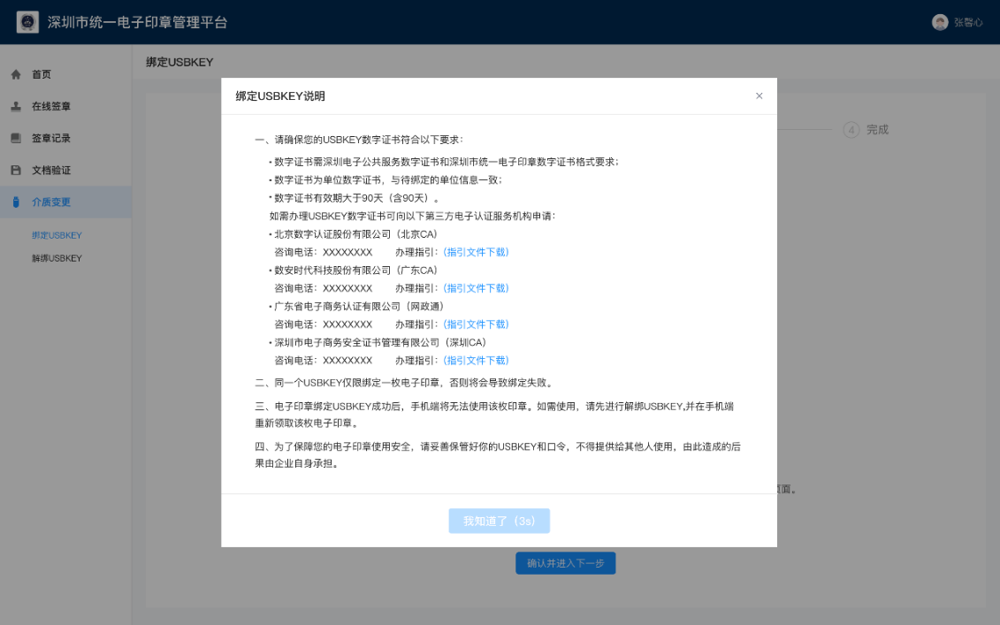 深圳市统一电子印章管理平台
张馨心
首页
在线签章
签章记录
文档验证
介质变更
绑定USBKEY
解绑USBKEY
绑定USBKEY
4 完成
绑定USBKEY说明
一、请确保您的USBKEY数字证书符合以下要求：
• 数字证书需深圳电子公共服务数字证书和深圳市统一电子印章数字证书格式要求；
• 数字证书为单位数字证书，与待绑定的单位信息一致；
• 数字证书有效期大于90天（含90天）。
如需办理USBKEY数字证书可向以下第三方电子认证服务机构申请：
• 北京数字认证股份有限公司（北京CA）
咨询电话：XXXXXXXX 办理指引：（指引文件下载）
• 数安时代科技股份有限公司（广东CA）
咨询电话：XXXXXXXX 办理指引：（指引文件下载）
• 广东省电子商务认证有限公司（网政通）
咨询电话：XXXXXXXX 办理指引：（指引文件下载）
• 深圳市电子商务安全证书管理有限公司（深圳CA）
咨询电话：XXXXXXXX 办理指引：（指引文件下载）
二、同一个USBKEY仅限绑定一枚电子印章，否则将会导致绑定失败。
三、电子印章绑定USBKEY成功后，手机端将无法使用该枚印章。如需使用，请先进行解绑USBKEY,并在手机端
重新领取该枚电子印章。
四、为了保障您的电子印章使用安全，请妥善保管好你的USBKEY和口令，不得提供给其他人使用，由此造成的后
果由企业自身承担。
页面。
我知道了（3s）
确认并进入下一步